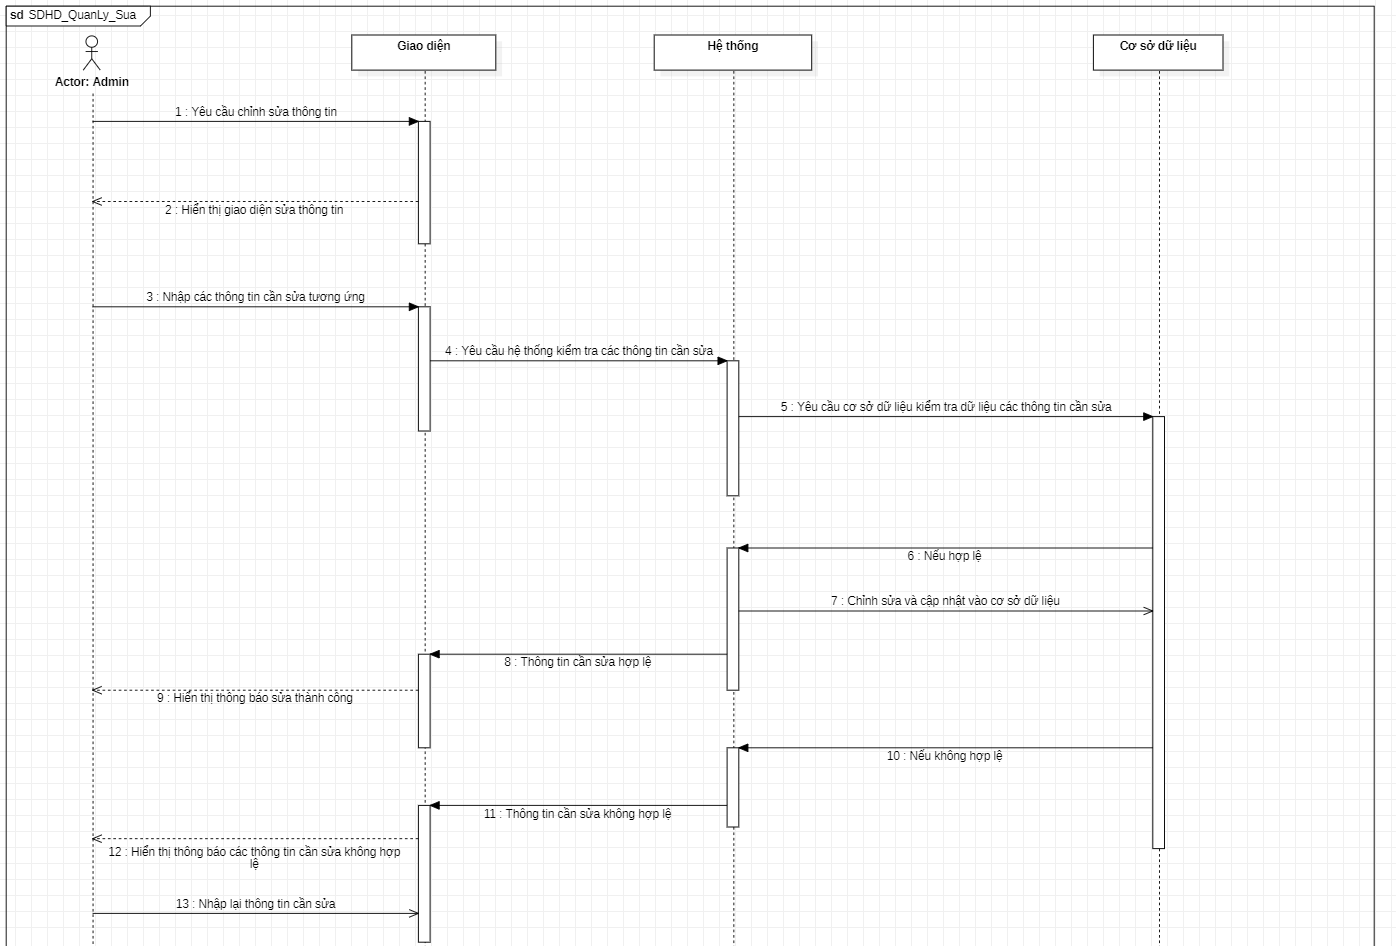 sd SDHD_QuanLy_Sua
Giao diện
Hệ thống
Cơ sở dữ liệu
Actor: Admin
1 : Yêu cầu chỉnh sửa thông tin
2 : Hiển thị giao diện sửa thông tin
3 : Nhập các thông tin cần sửa tương ứng
4 : Yêu cầu hệ thống kiểm tra các thông tin cần sửa
5 : Yêu cầu cơ sở dữ liệu kiểm tra dữ liệu các thông tin cần sửa
6 : Nếu hợp lệ
7 : Chỉnh sửa và cập nhật vào cơ sở dữ liệu
8 : Thông tin cần sửa hợp lệ
9 : Hiển thị thông báo sửa thành công
10 : Nếu không hợp lệ
11 : Thông tin cần sửa không hợp lệ
12 : Hiển thị thông báo các thông tin cần sửa không hợp
lệ
13 : Nhập lại thông tin cần sửa